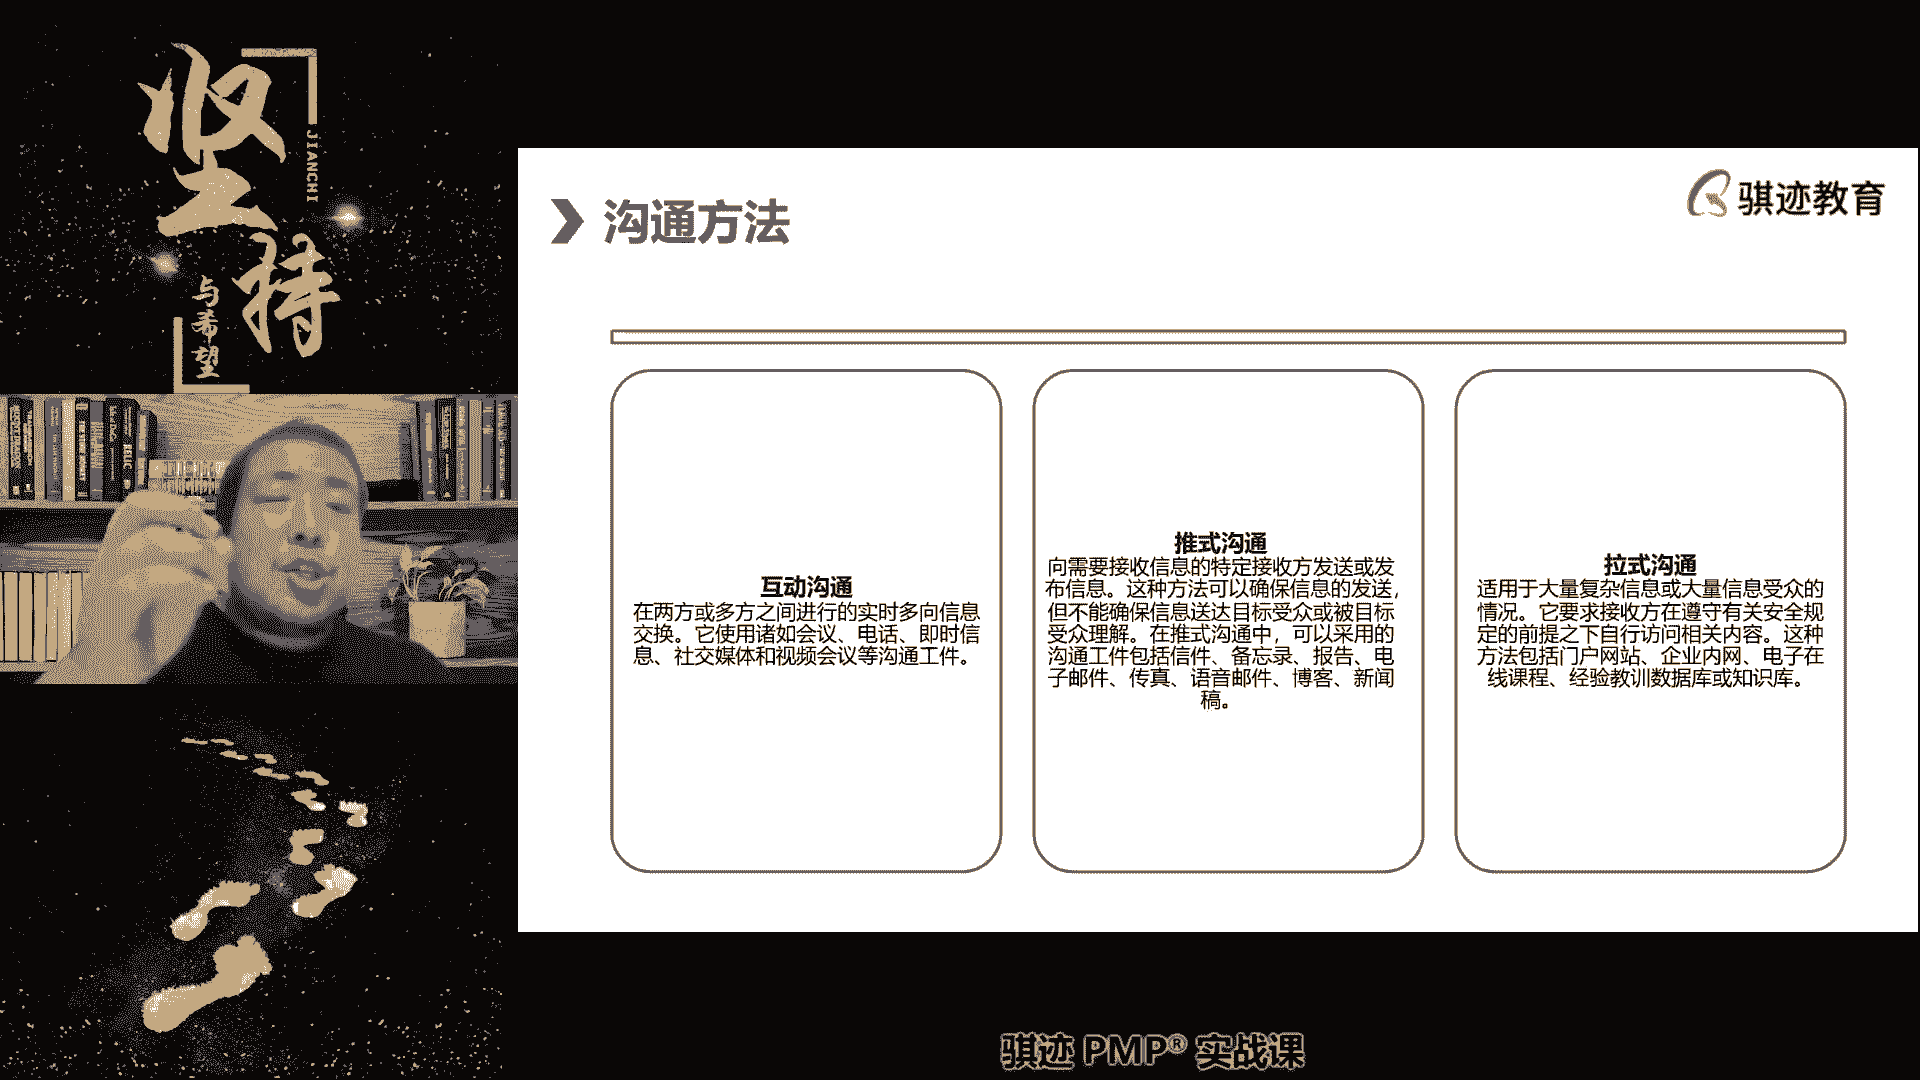 坚持
JIANCHI
与希望
沟通方法
骐迹教育
互动沟通
在两方或多方之间进行的实时多向信息
交换。它使用诸如会议、电话、即时信
息、社交媒体和视频会议等沟通工件。
推式沟通
向需要接收信息的特定接收方发送或发
布信息。这种方法可以确保信息的发送，
但不能确保信息送达目标受众或被目标
受众理解。在推式沟通中，可以采用的
沟通工件包括信件、备忘录、报告、电
子邮件、传真、语音邮件、博客、新闻
稿。
拉式沟通
适用于大量复杂信息或大量信息受众的
情况。它要求接收方在遵守有关安全规
定的前提之下自行访问相关内容。这种
方法包括门户网站、企业内网、电子在
线课程、经验教训数据库或知识库。
骐迹 PMP® 实战课